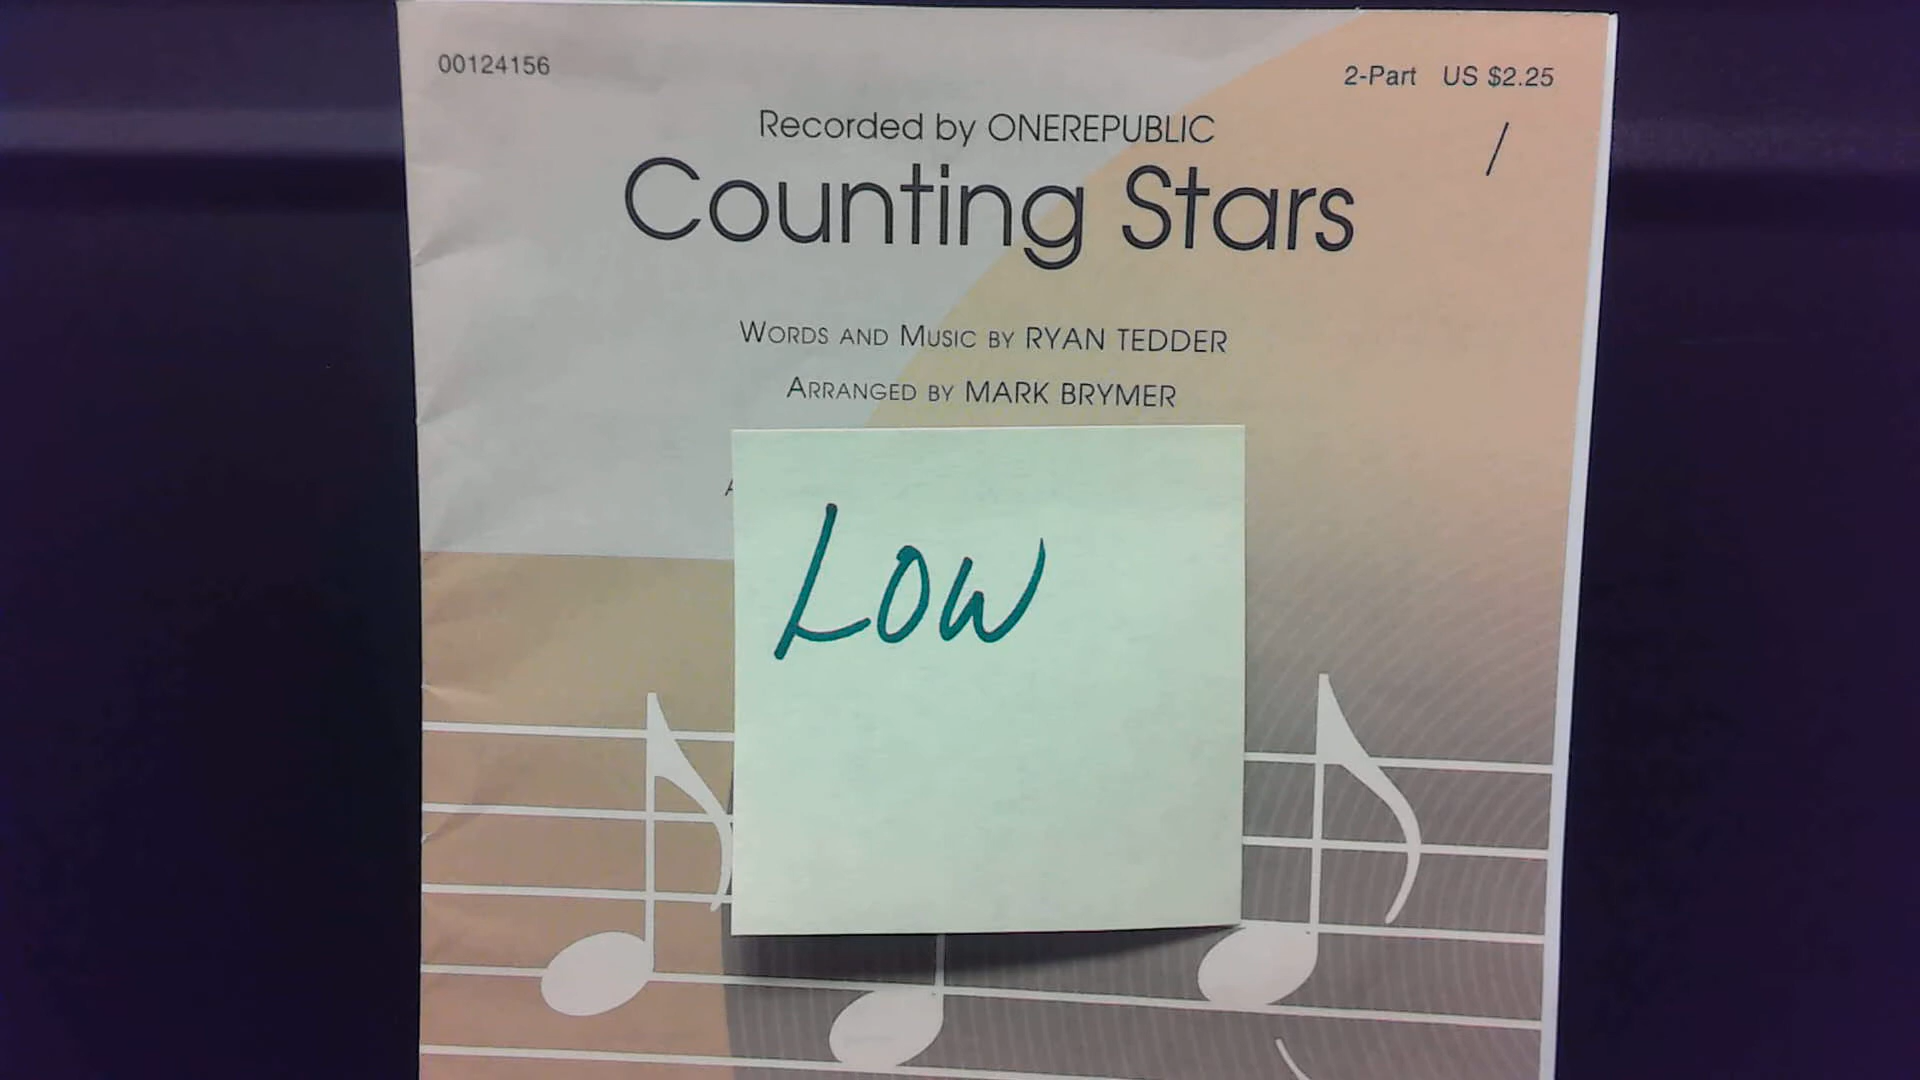 00124156
2-Part US $2.25
Recorded by ONEREPUBLIC
/
Counting Stars
WORDS AND MUSIC BY RYAN TEDDER
ARRANGED BY MARK BRYMER
LOW